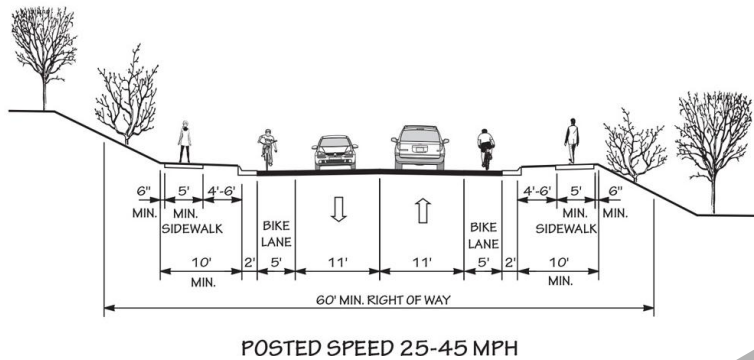 6" 5' 4'-6' 4'-6' 5' 6"
MIN. MIN. MIN. MIN.
SIDEWALK SIDEWALK
BIKE BIKE
LANE LANE
10' 2' 5' 11' 11' 5' 2' 10'
MIN. MIN.
60' MIN. RIGHT OF WAY
POSTED SPEED 25-45 MPH